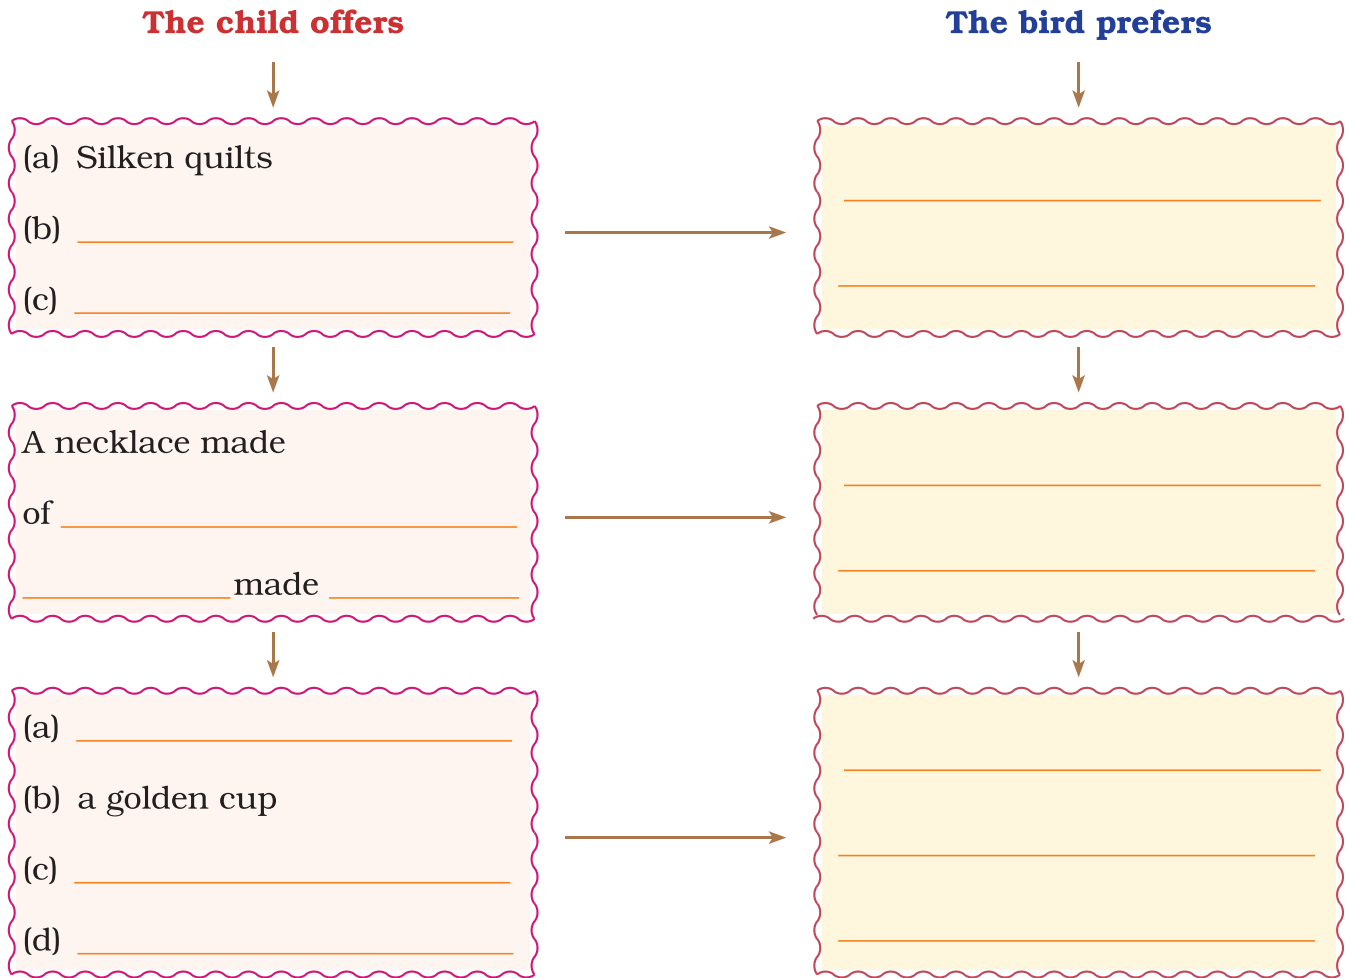 The child offers
The bird prefers
(a) Silken quilts
(b)
(c)
A necklace made
of
made
(a)
(b) a golden cup
(c)
(d)